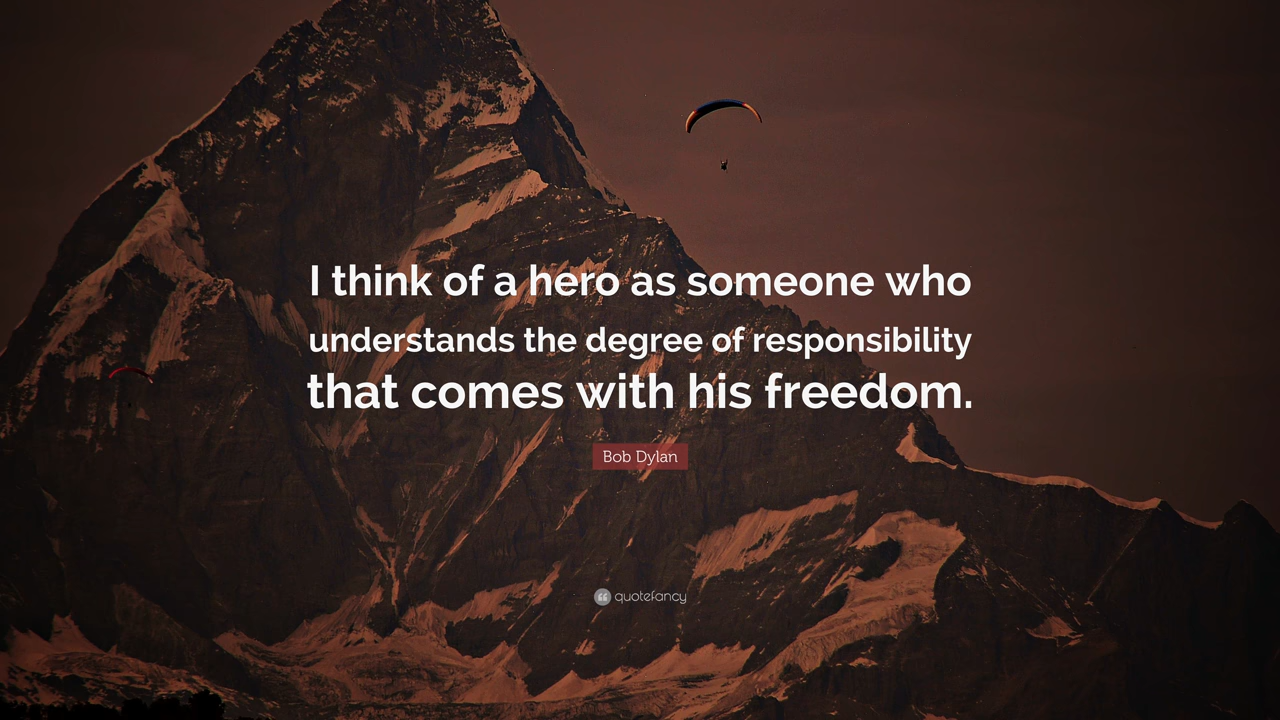 I think of a hero as someone who
understands the degree of responsibility
that comes with his freedom.
Bob Dylan
quotefancy